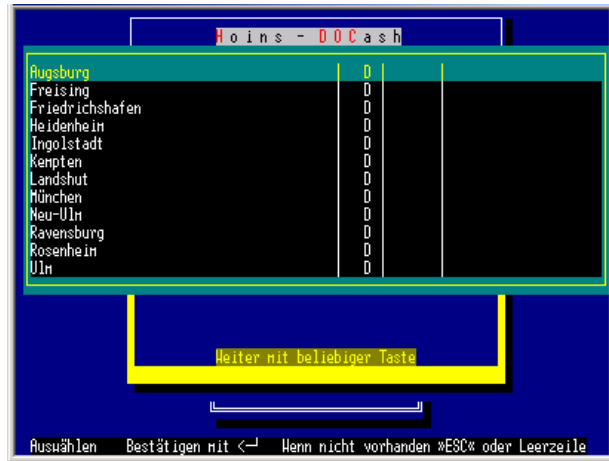 Hoins - DOCash
Augsburg D
Freising D
Friedrichshafen D
Heidenheim D
Ingolstadt D
Kempten D
Landshut D
München D
Neu-Ulm D
Ravensburg D
Rosenheim D
Ulm D
Weiter mit beliebiger Taste
Auswählen Bestätigen mit <─┘ Wenn nicht vorhanden »ESC« oder Leerzeile